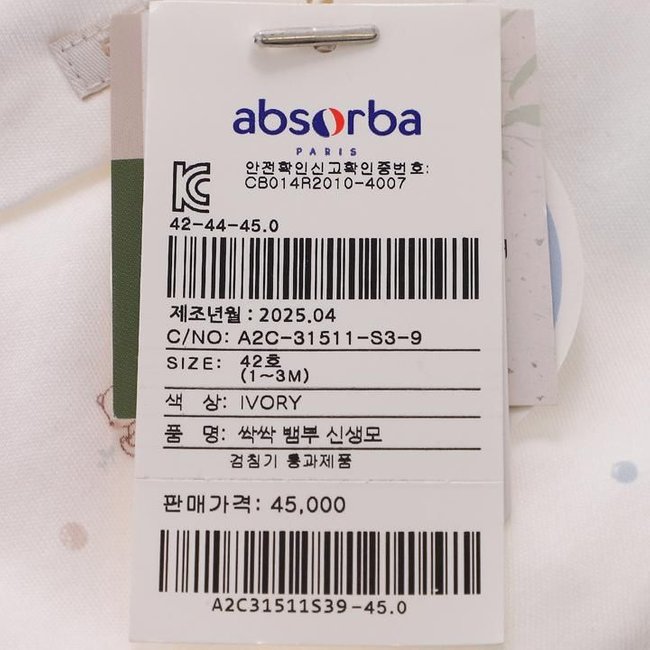 absorba
PARIS
안전확인신고확인증번호:
CB014R2010-4007
42-44-45.0
제조년월 : 2025.04
C/NO: A2C-31511-S3-9
SIZE: 42호
(1~3M)
색 상: IVORY
품 명: 싹싹 뱀부 신생모
검침기 통과제품
판매가격: 45,000
A2C31511S39-45.0